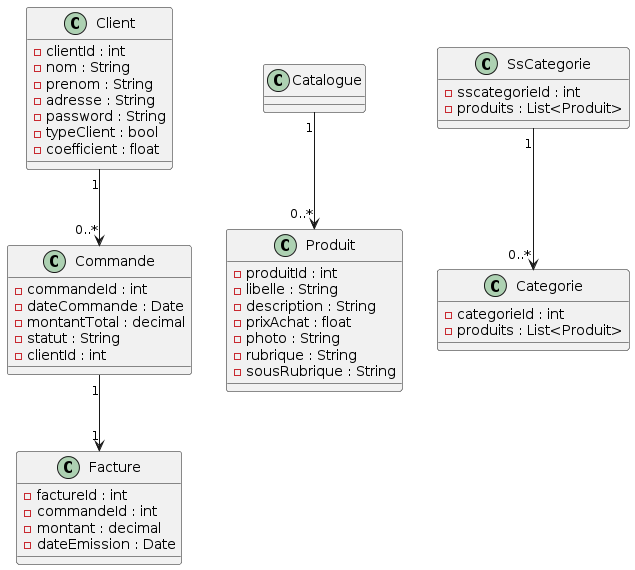 C Client
clientId : int
nom : String
prenom : String
adresse : String
password : String
typeClient : bool
coefficient : float
1
0..*
C Commande
commandeId : int
dateCommande : Date
montantTotal : decimal
statut : String
clientId : int
1
1
C Facture
factureId : int
commandeId : int
montant : decimal
dateEmission : Date
C Catalogue
1
0..*
C Produit
produitId : int
libelle : String
description : String
prixAchat : float
photo : String
rubrique : String
sousRubrique : String
C SsCategorie
sscategorieId : int
produits : List<Produit>
1
0..*
C Categorie
categorieId : int
produits : List<Produit>